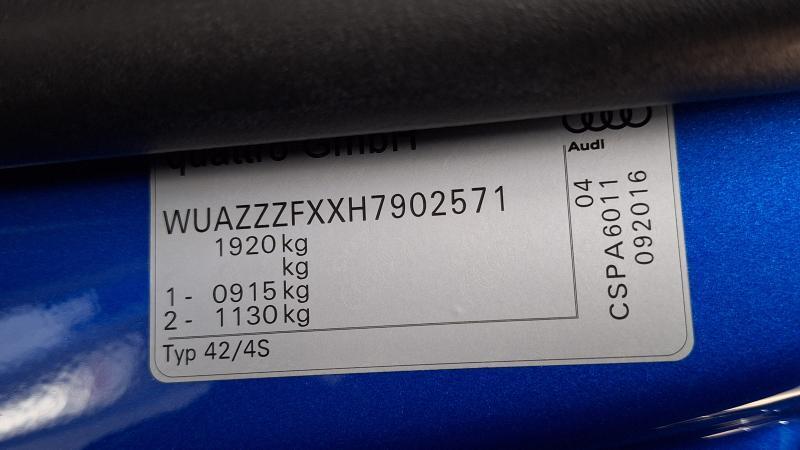 quattro GmbH
WUAZZZFXXH7902571
1920 kg
kg
1 - 0915 kg
2 - 1130 kg
Typ 42/4S
Audi
04
CSPA6011
092016